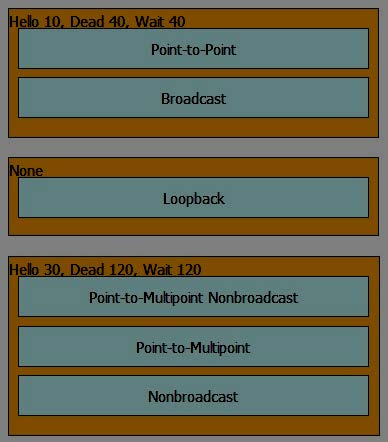 Hello 10, Dead 40, Wait 40
Point-to-Point
Broadcast
None
Loopback
Hello 30, Dead 120, Wait 120
Point-to-Multipoint Nonbroadcast
Point-to-Multipoint
Nonbroadcast